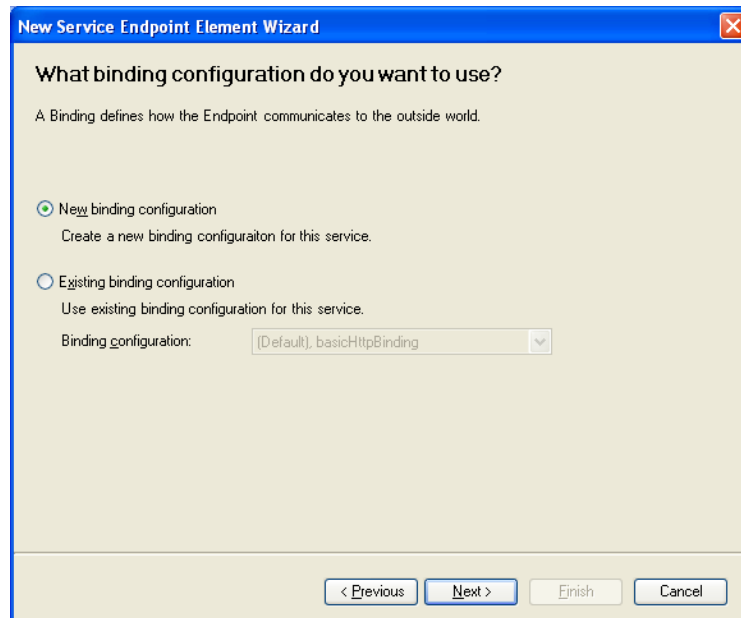 New Service Endpoint Element Wizard
What binding configuration do you want to use?
A Binding defines how the Endpoint communicates to the outside world.
New binding configuration
Create a new binding configuraiton for this service.
Existing binding configuration
Use existing binding configuration for this service.
Binding configuration: (Default), basicHttpBinding
< Previous Next > Finish Cancel